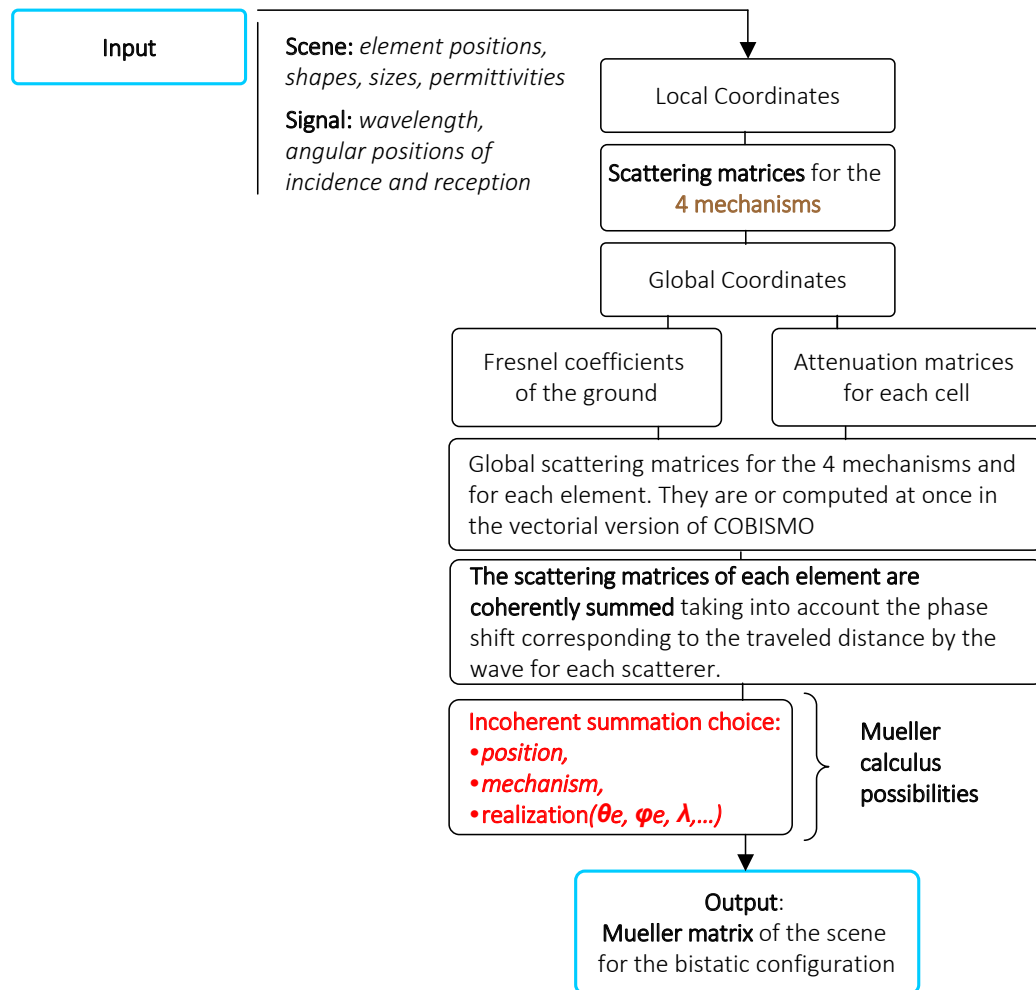 Input
Scene: element positions,
shapes, sizes, permittivities
Signal: wavelength,
angular positions of
incidence and reception
Local Coordinates
Scattering matrices for the
4 mechanisms
Global Coordinates
Fresnel coefficients
of the ground
Attenuation matrices
for each cell
Global scattering matrices for the 4 mechanisms and
for each element. They are or computed at once in
the vectorial version of COBISMO
The scattering matrices of each element are
coherently summed taking into account the phase
shift corresponding to the traveled distance by the
wave for each scatterer.
Incoherent summation choice:
•position,
•mechanism,
•realization(θe, φe, λ,...)
Mueller
calculus
possibilities
Output:
Mueller matrix of the scene
for the bistatic configuration